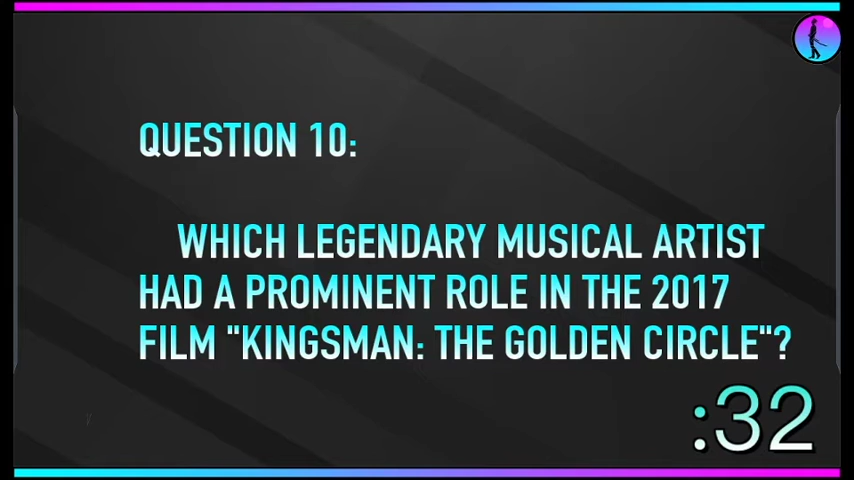 QUESTION 10:
WHICH LEGENDARY MUSICAL ARTIST
HAD A PROMINENT ROLE IN THE 2017
FILM "KINGSMAN: THE GOLDEN CIRCLE"?
:32